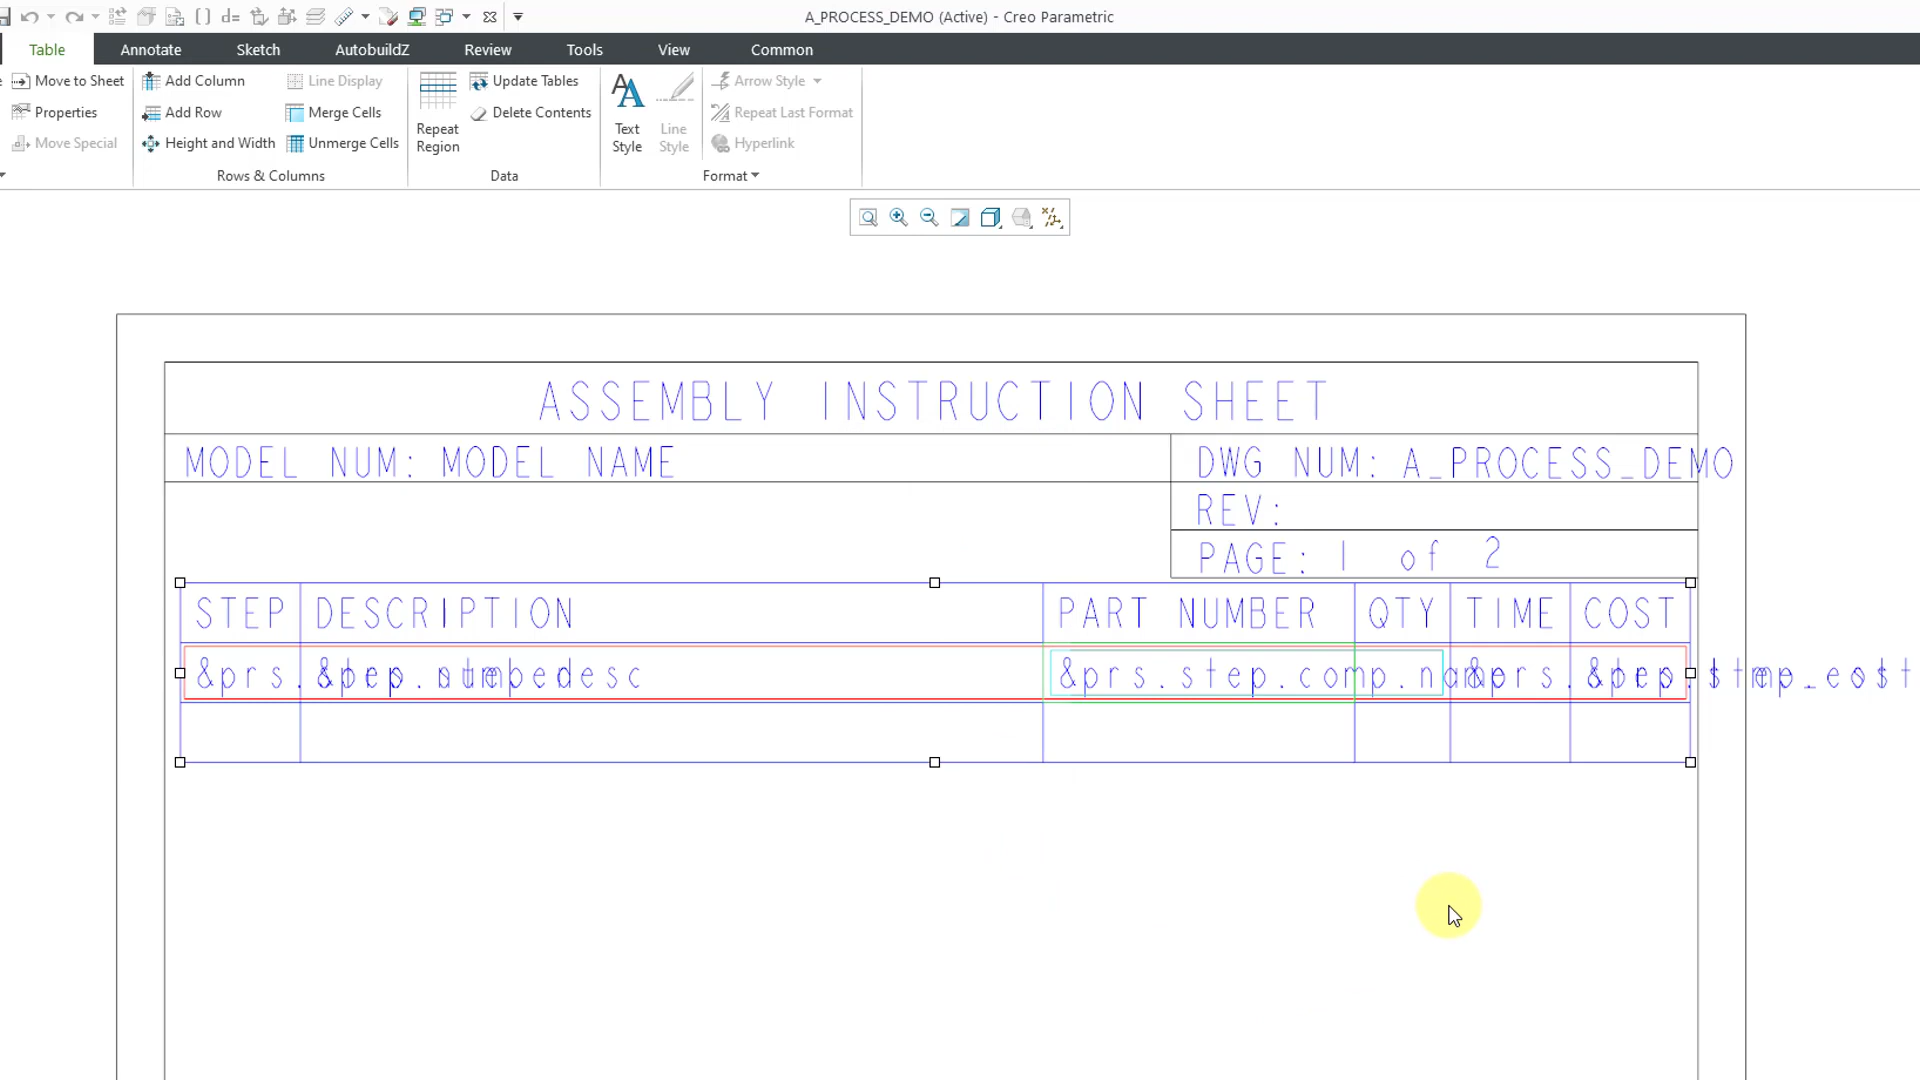 A_PROCESS_DEMO (Active) - Creo Parametric
Table Annotate Sketch AutobuildZ Review Tools View Common
Move to Sheet Add Column Line Display Update Tables Arrow Style
Properties Add Row Merge Cells Delete Contents Repeat Last Format
Move Special Height and Width Unmerge Cells Repeat Region Text Style Line Style Hyperlink
Rows & Columns Data Format
ASSEMBLY INSTRUCTION SHEET
MODEL NUM: MODEL NAME DWG NUM: A_PROCESS_DEMO
REV:
PAGE: 1 of 2
STEP DESCRIPTION PART NUMBER QTY TIME COST
&prs.step.comp.name